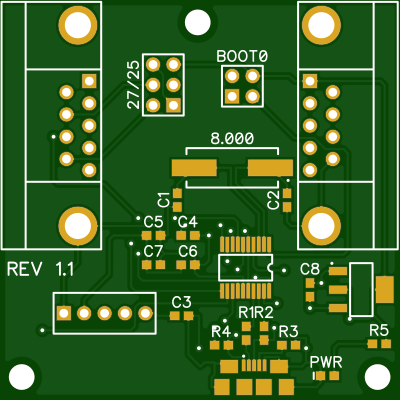 BOOT0
27/25
8.000
C1
C2
C5 C4
C7 C6
REV 1.1
C8
C3
R1R2
R4
R3
R5
PWR